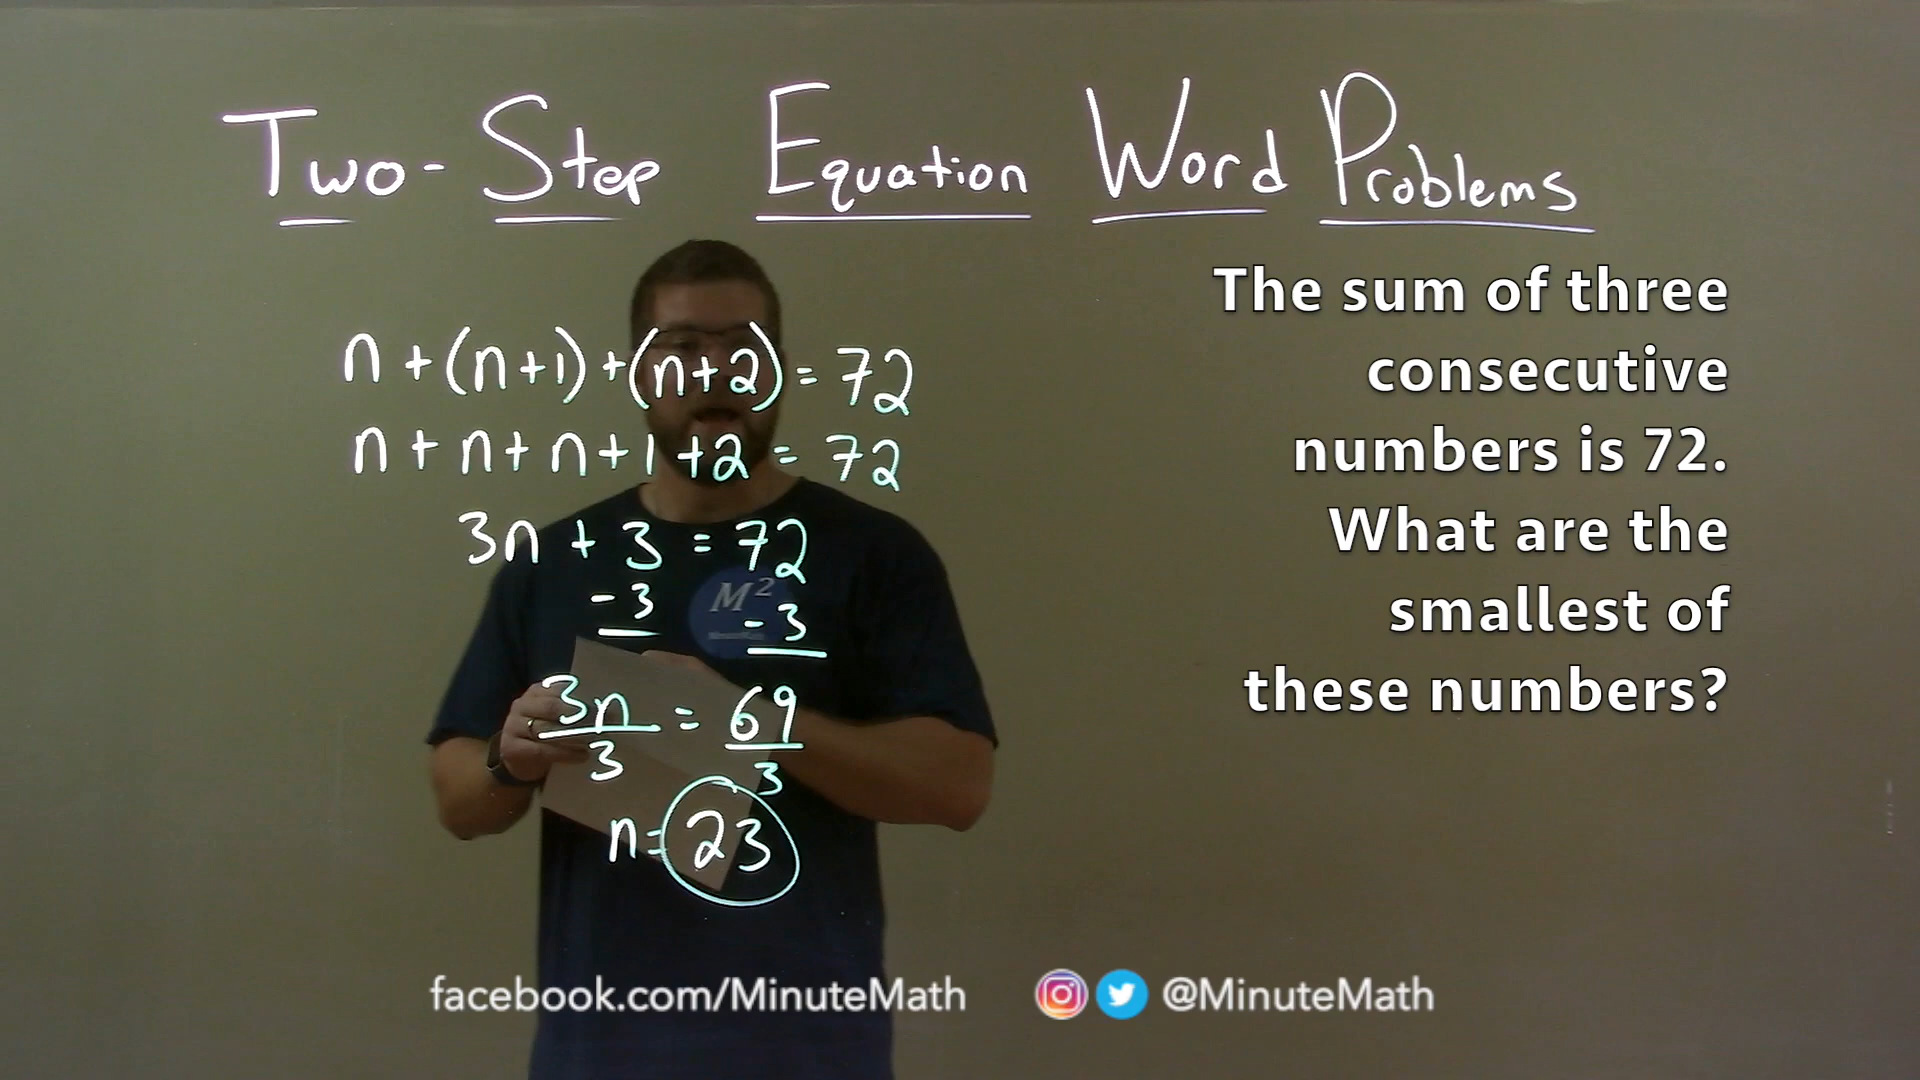 Two-Step Equation Word Problems
n+(n+1)+(n+2)=72
n+n+n+1+2=72
3n+3=72
-3 -3
3n = 69
3 3
n=23
The sum of three
consecutive
numbers is 72.
What are the
smallest of
these numbers?
M²
facebook.com/MinuteMath @MinuteMath